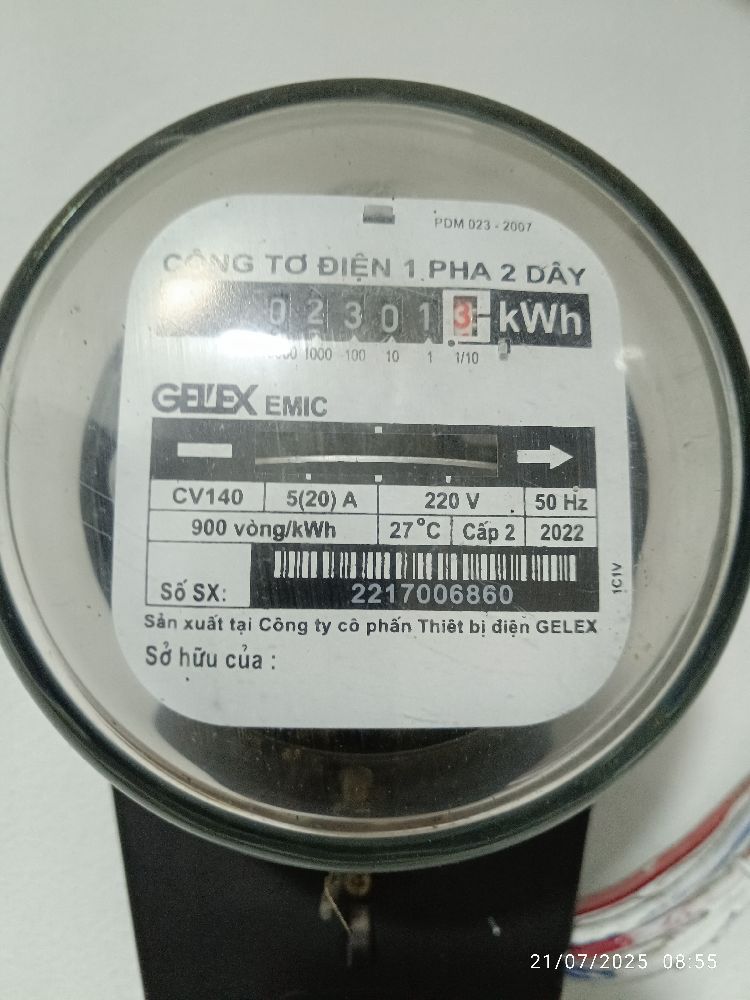 PDM 023 - 2007
CÔNG TƠ ĐIỆN 1 PHA 2 DÂY
0 2 3 0 1 3 kWh
1000 100 10 1 1/10
GELEX EMIC
CV140 5(20) A 220 V 50 Hz
900 vòng/kWh 27°C Cấp 2 2022
Số SX: 2217006860
1C1V
Sản xuất tại Công ty cổ phần Thiết bị điện GELEX
Sở hữu của :
21/07/2025 08:55